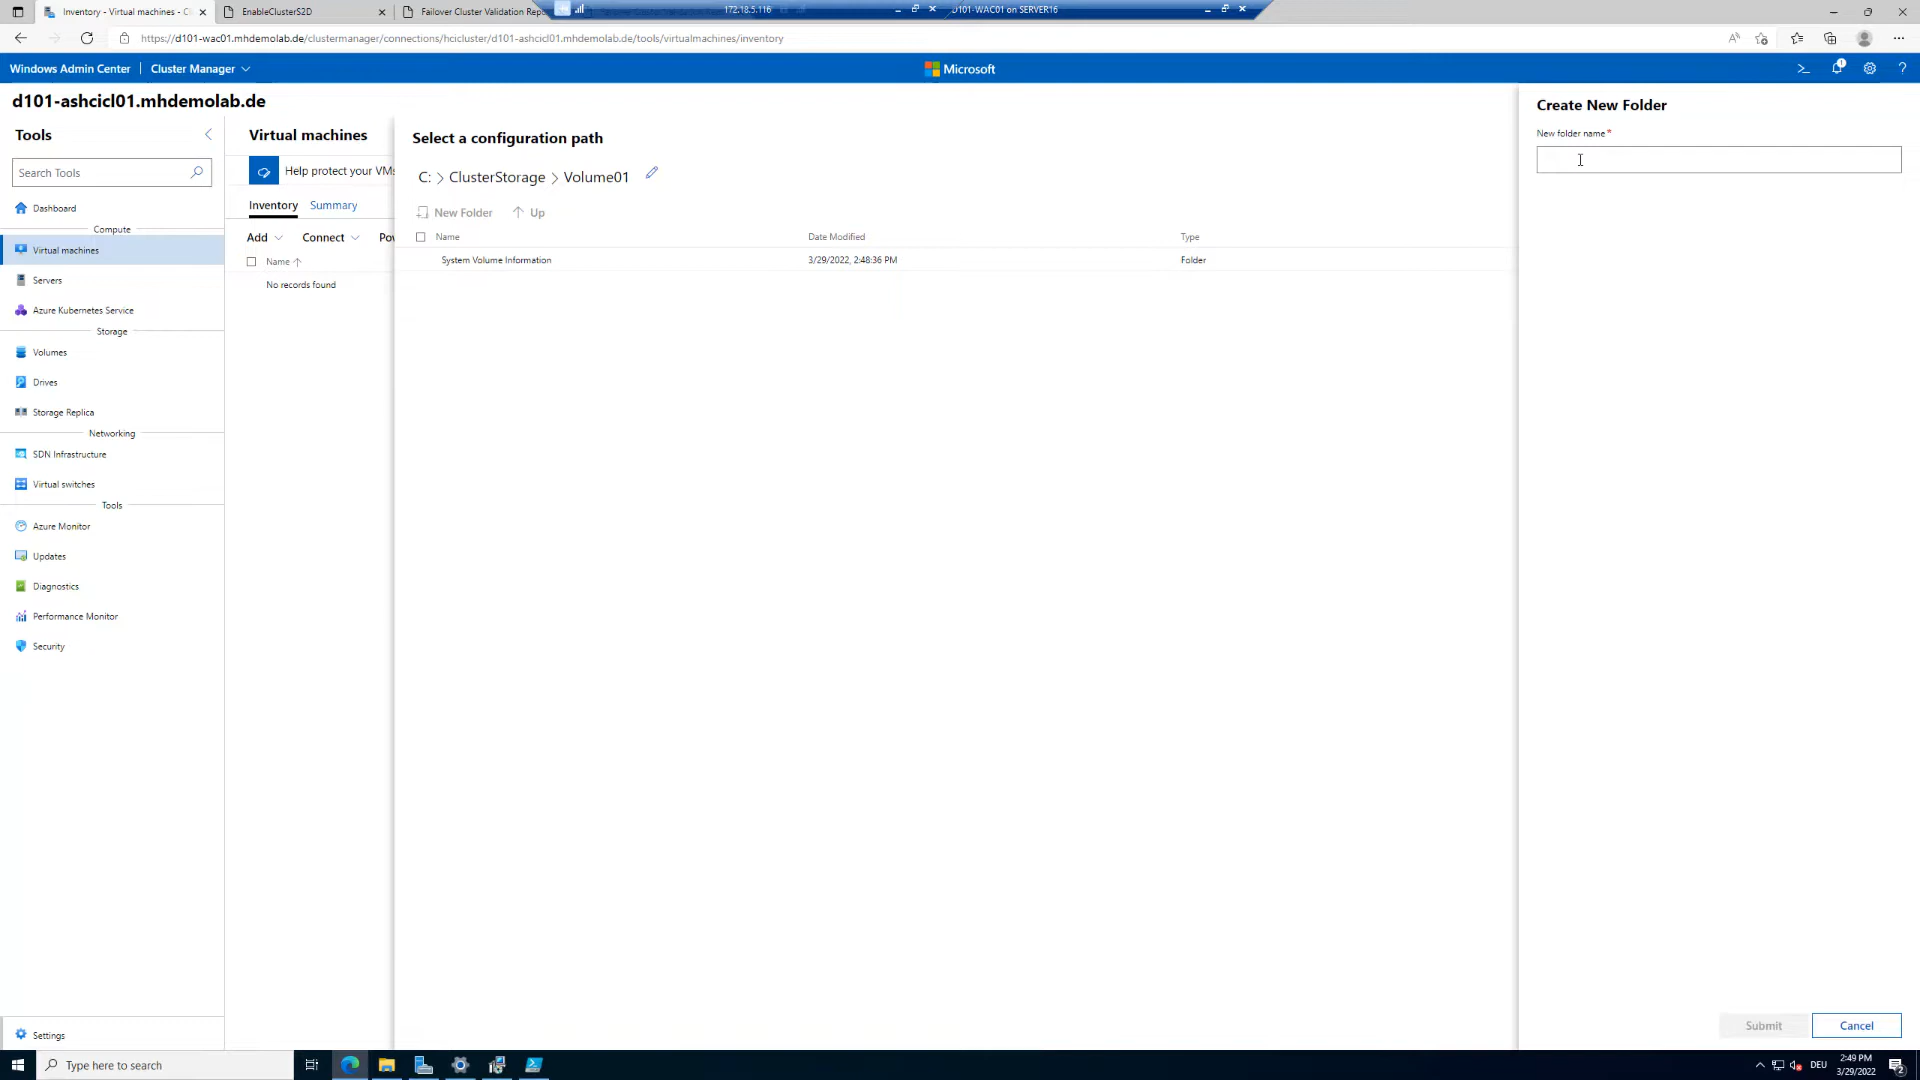 Inventory - Virtual machines - C
EnableClusterS2D
Failover Cluster Validation Repo
172.18.5.116
D101-WAC01 on SERVER16
https://d101-wac01.mhdemolab.de/clustermanager/connections/hcicluster/d101-ashcicl01.mhdemolab.de/tools/virtualmachines/inventory
Windows Admin Center
Cluster Manager
Microsoft
d101-ashcicl01.mhdemolab.de
Tools
Search Tools
Dashboard
Compute
Virtual machines
Servers
Azure Kubernetes Service
Storage
Volumes
Drives
Storage Replica
Networking
SDN Infrastructure
Virtual switches
Tools
Azure Monitor
Updates
Diagnostics
Performance Monitor
Security
Settings
Virtual machines
Help protect your VMs
Inventory
Summary
Add
Connect
Pov
Name
No records found
Select a configuration path
C: > ClusterStorage > Volume01
New Folder
Up
Name
Date Modified
Type
System Volume Information
3/29/2022, 2:48:36 PM
Folder
Create New Folder
New folder name*
Submit
Cancel
Type here to search
DEU
2:49 PM
3/29/2022
2